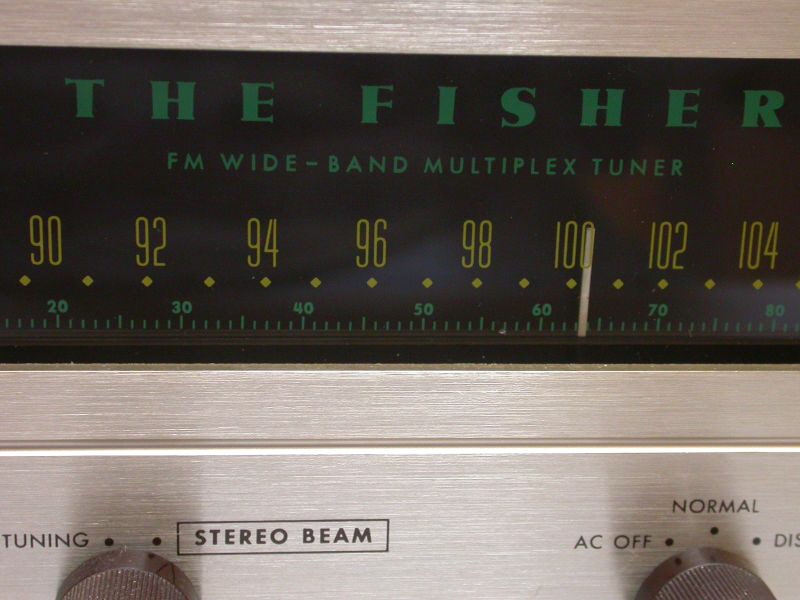 THE FISHER
FM WIDE-BAND MULTIPLEX TUNER
90 92 94 96 98 100 102 104
20 30 40 50 60 70 80
NORMAL
TUNING STEREO BEAM AC OFF